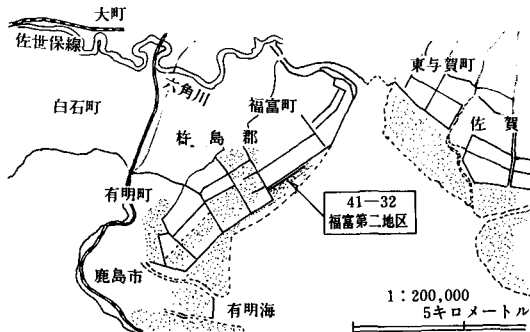 大町
佐世保線
六角川
東与賀町
白石町
福富町
佐賀
杵島郡
有明町
41—32
福富第二地区
鹿島市
有明海
1：200,000
5キロメートル